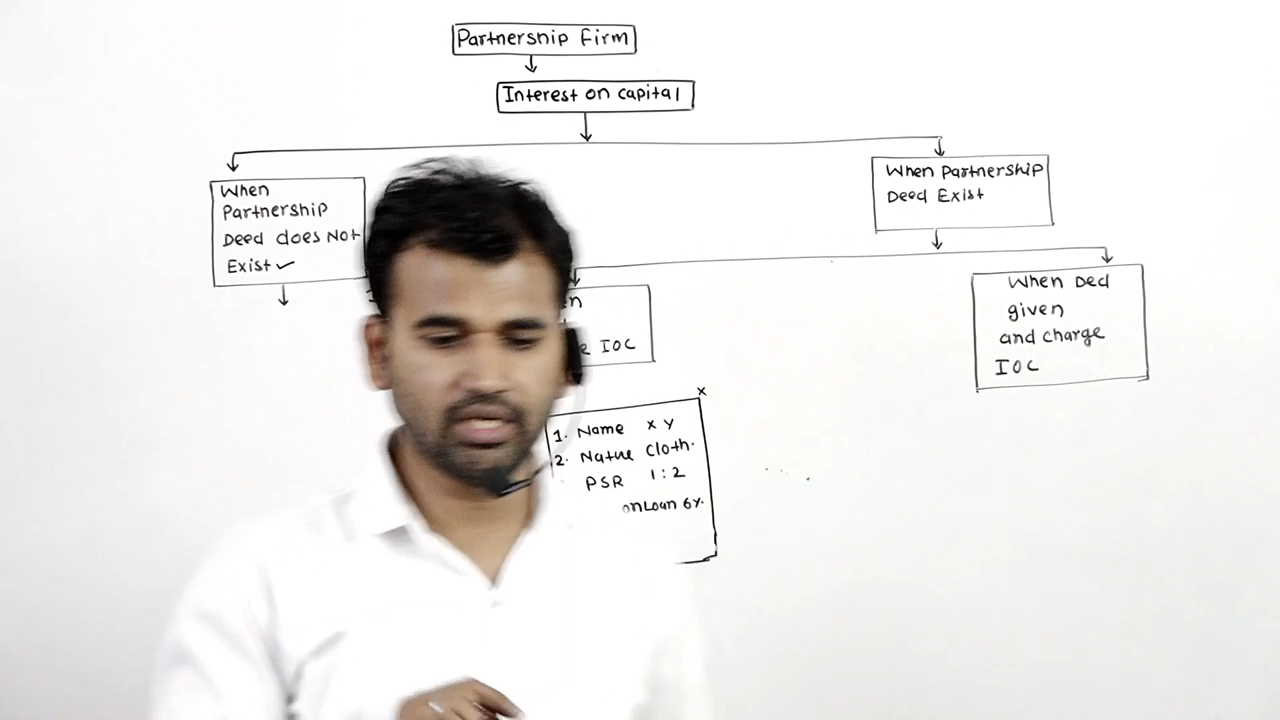 Partnership Firm
Interest on capital
When
Partnership
Deed does Not
Exist ✓
When Partnership
Deed Exist
IOC
When Ded
given
and charge
IOC
x
1. Name x y
2. Natue Cloth.
PSR 1:2
onLoan 6%.